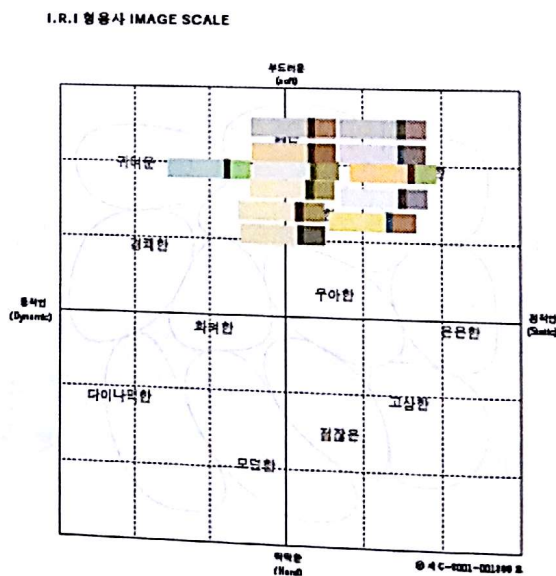 I.R.I 형용사 IMAGE SCALE
부드러운
(soft)
귀여운
경쾌한
우아한
동적인
(Dynamic)
정적인
(Static)
화려한
은은한
다이나믹한
고상한
점잖은
모던한
딱딱한
(Hard)